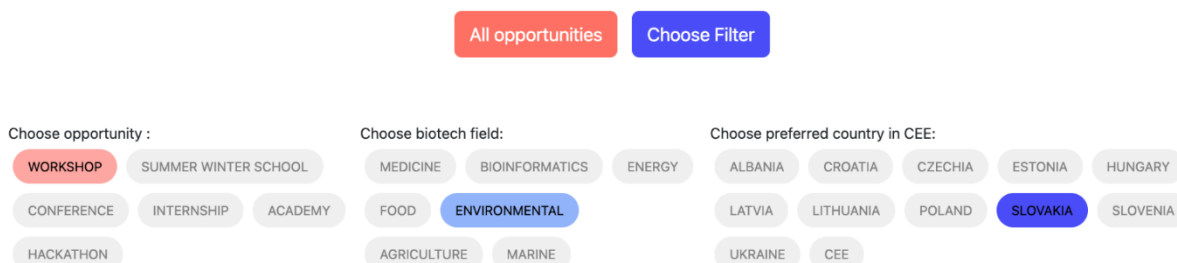 All opportunities Choose Filter
Choose opportunity :
WORKSHOP SUMMER WINTER SCHOOL
CONFERENCE INTERNSHIP ACADEMY
HACKATHON
Choose biotech field:
MEDICINE BIOINFORMATICS ENERGY
FOOD ENVIRONMENTAL
AGRICULTURE MARINE
Choose preferred country in CEE:
ALBANIA CROATIA CZECHIA ESTONIA HUNGARY
LATVIA LITHUANIA POLAND SLOVAKIA SLOVENIA
UKRAINE CEE